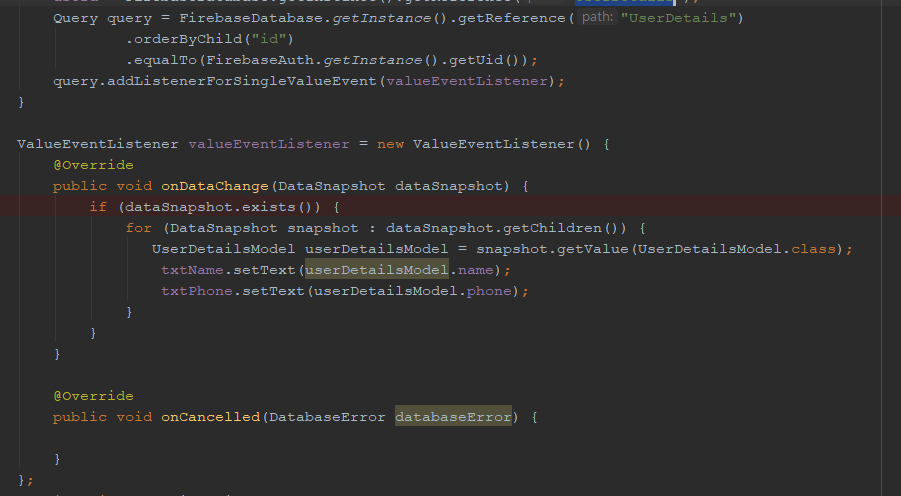 Query query = FirebaseDatabase.getInstance().getReference( path: "UserDetails")
.orderByChild("id")
.equalTo(FirebaseAuth.getInstance().getUid());
query.addListenerForSingleValueEvent(valueEventListener);
}
ValueEventListener valueEventListener = new ValueEventListener() {
@Override
public void onDataChange(DataSnapshot dataSnapshot) {
if (dataSnapshot.exists()) {
for (DataSnapshot snapshot : dataSnapshot.getChildren()) {
UserDetailsModel userDetailsModel = snapshot.getValue(UserDetailsModel.class);
txtName.setText(userDetailsModel.name);
txtPhone.setText(userDetailsModel.phone);
}
}
}
@Override
public void onCancelled(DatabaseError databaseError) {
}
};